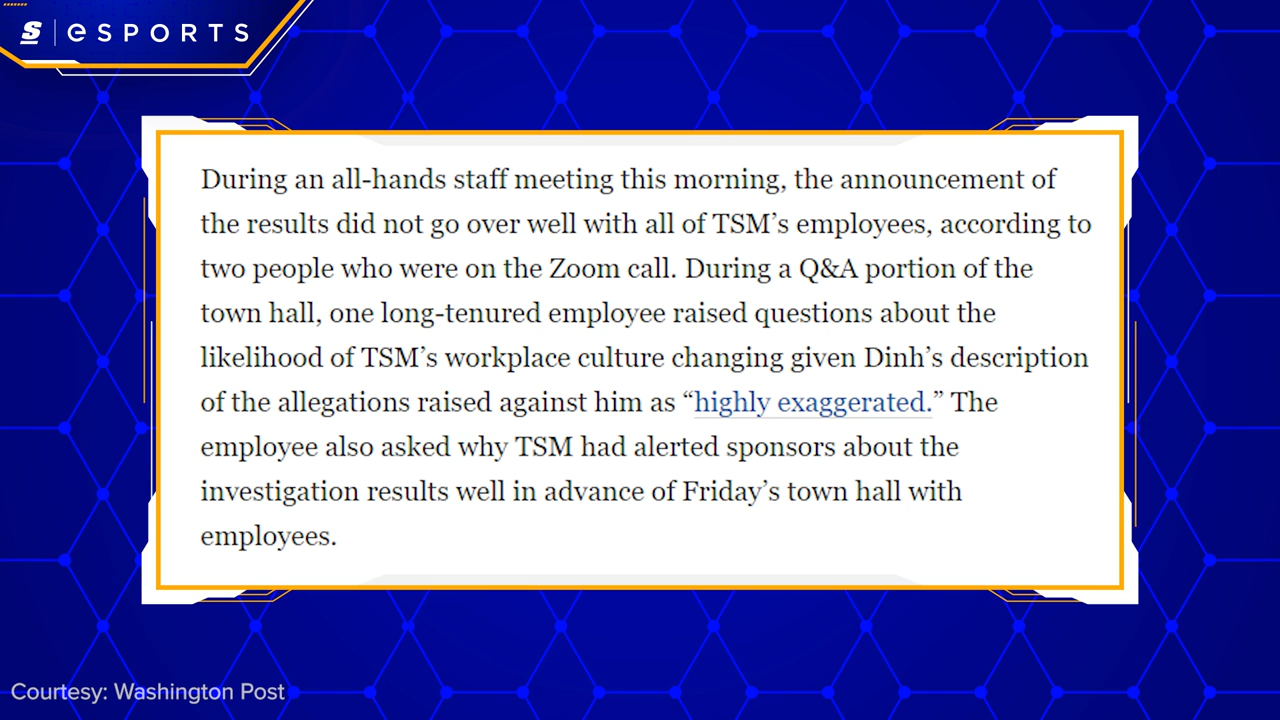 S | eSPORTS
During an all-hands staff meeting this morning, the announcement of
the results did not go over well with all of TSM’s employees, according to
two people who were on the Zoom call. During a Q&A portion of the
town hall, one long-tenured employee raised questions about the
likelihood of TSM’s workplace culture changing given Dinh’s description
of the allegations raised against him as “highly exaggerated.” The
employee also asked why TSM had alerted sponsors about the
investigation results well in advance of Friday’s town hall with
employees.
Courtesy: Washington Post